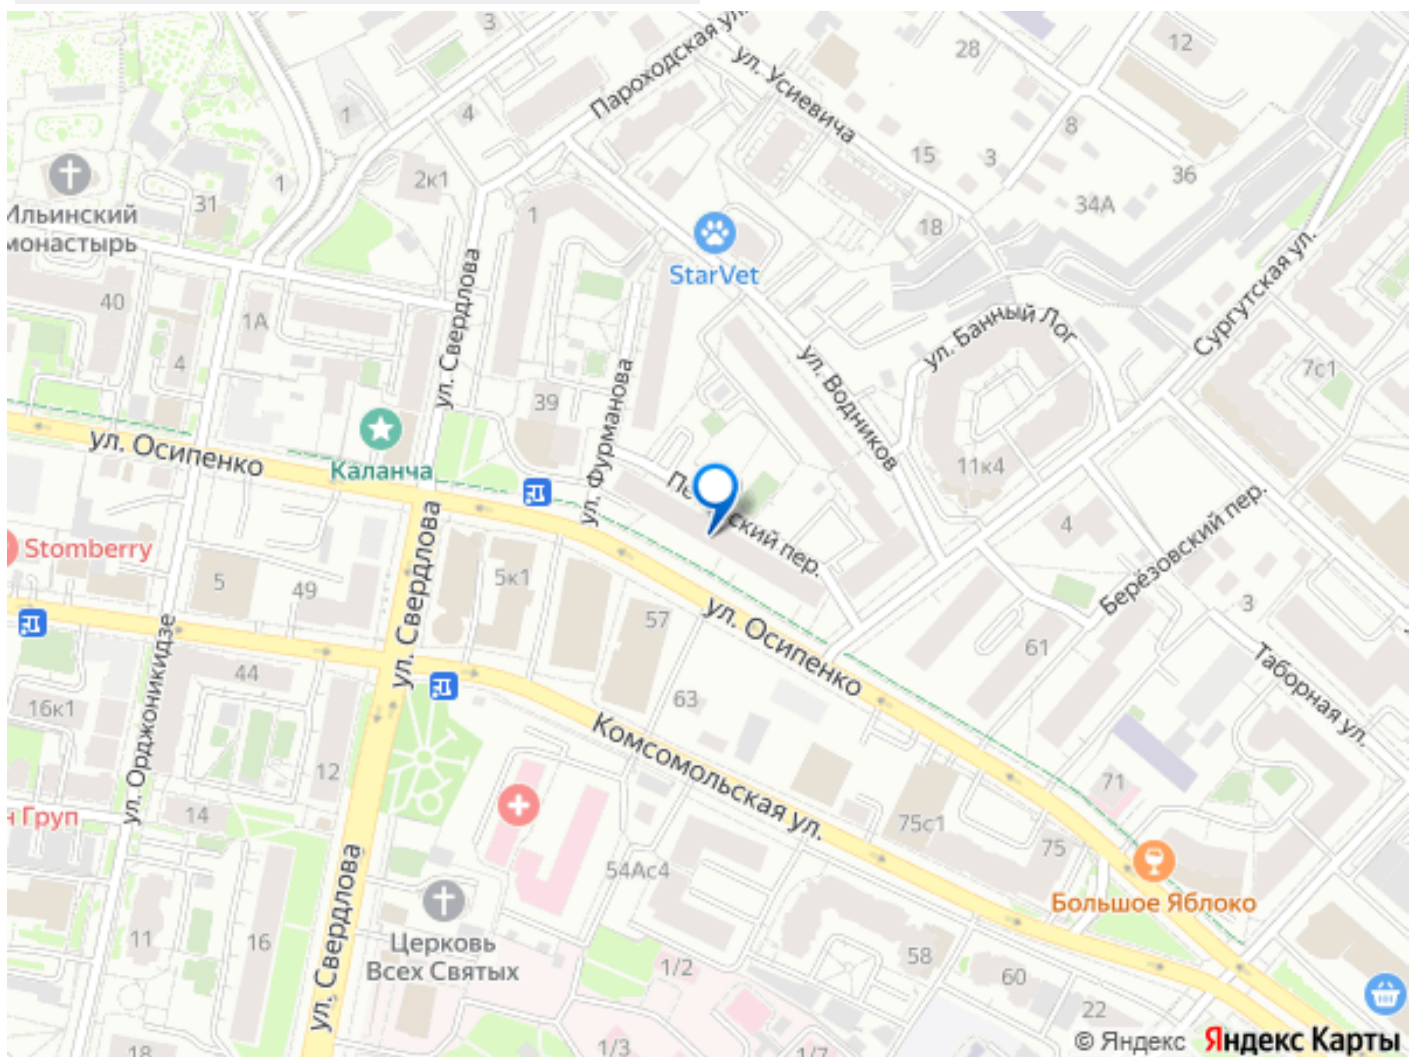 3
Пароходская ул.
ул. Усиевича
28
12
1
4
8
15
3
36
Ильинский
монастырь
31
1
2к1
1
34А
18
StarVet
ул. Свердлова
ул. Банный Лог
Сургутская ул.
40
1А
4
39
ул. Фурманова
ул. Водников
7с1
ул. Осипенко
Каланча
11к4
Stomberry
5
49
ул. Свердлова
5к1
57
ский пер.
4
Берёзовский пер.
3
ул. Осипенко
61
Таборная ул.
ул. Орджоникидзе
44
16к1
12
63
Комсомольская ул.
71
14
Груп
75с1
75
54Ас4
Большое Яблоко
ул. Свердлова
Церковь
Всех Святых
11
16
1/2
58
60
22
18
1/3
1/7
© Яндекс Яндекс Карты